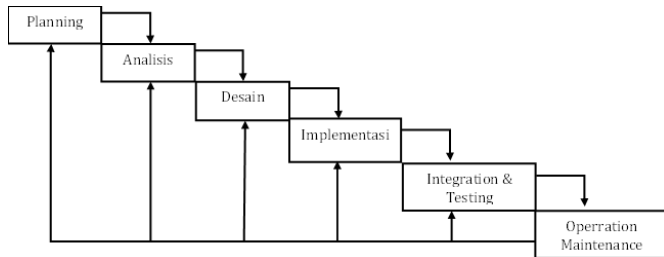 Planning
Analisis
Desain
Implementasi
Integration &
Testing
Operration
Maintenance